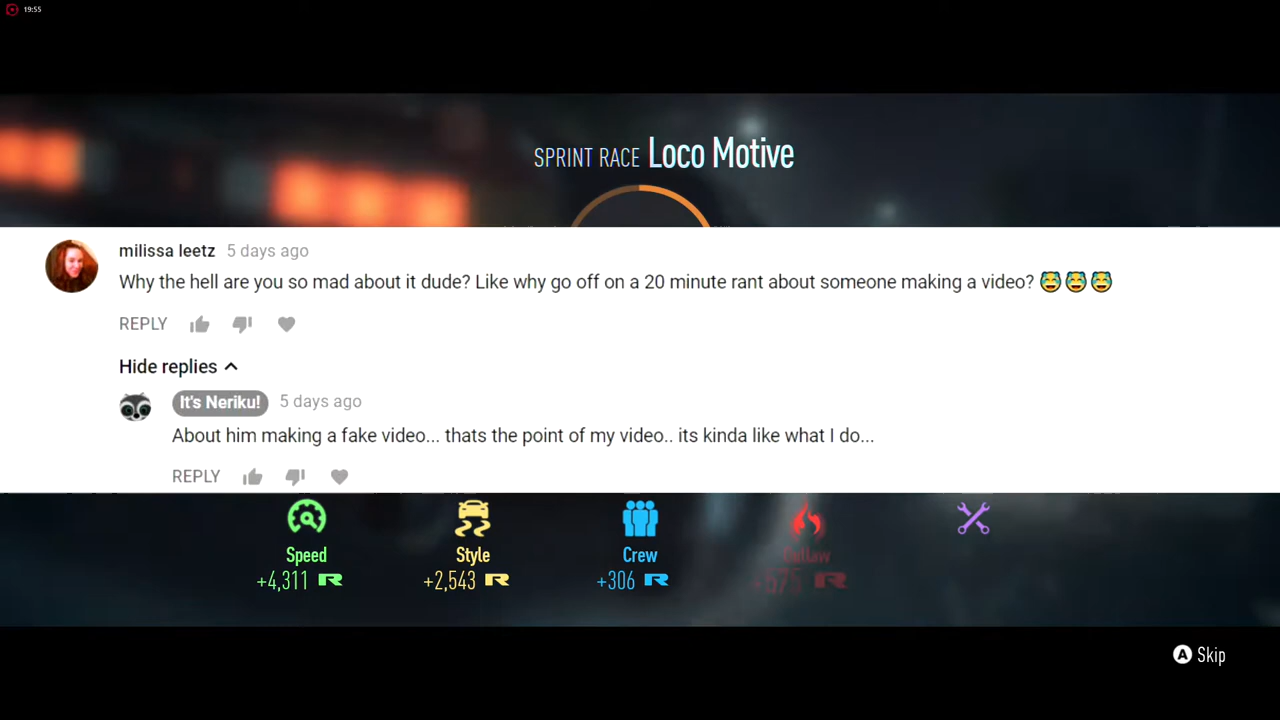 19:55
SPRINT RACE Loco Motive
milissa leetz 5 days ago
Why the hell are you so mad about it dude? Like why go off on a 20 minute rant about someone making a video? 😅😅😅
REPLY
Hide replies
It's Neriku! 5 days ago
About him making a fake video... thats the point of my video.. its kinda like what I do...
REPLY
Speed Style Crew Outlaw
+4,311 R +2,543 R +306 R +575 R
A Skip